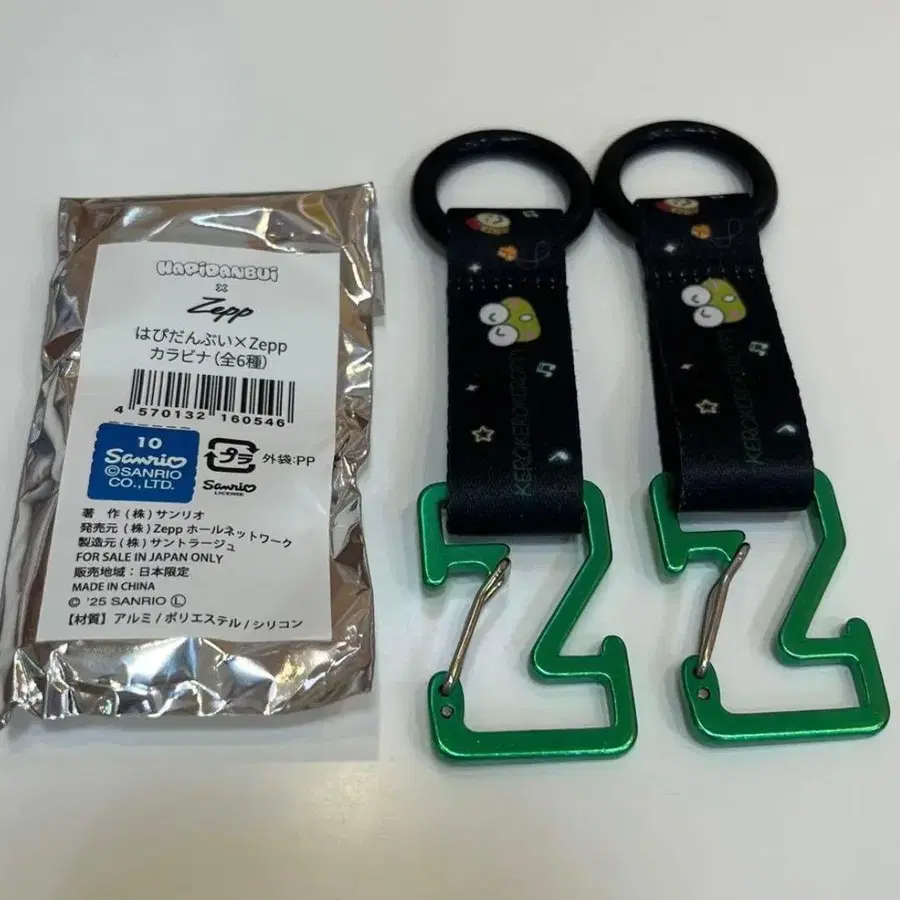 HAPiDANBUi
×
Zepp
はぴだんぶい×Zepp
カラビナ(全6種)
4 570132 160546
10
Sanrio
©SANRIO
CO., LTD.
プラ
外袋:PP
Sanrio
LICENSE
著　作 (株) サンリオ
発売元 (株) Zepp ホールネットワーク
製造元 (株) サントラージュ
FOR SALE IN JAPAN ONLY
販売地域:日本限定
MADE IN CHINA
© '25 SANRIO Ⓛ
【材質】アルミ/ポリエステル/シリコン
KEROKEROKEROPPI
KEROKEROKEROPPI